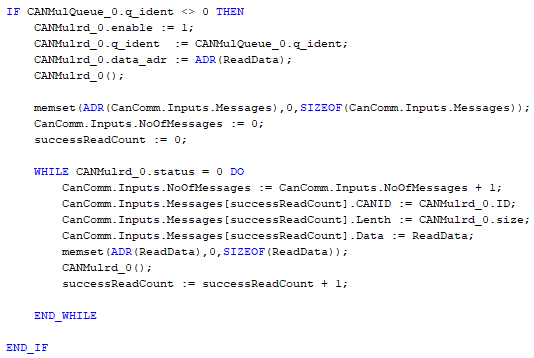 IF CANMulQueue_0.q_ident <> 0 THEN
    CANMulrd_0.enable := 1;
    CANMulrd_0.q_ident  := CANMulQueue_0.q_ident;
    CANMulrd_0.data_adr := ADR(ReadData);
    CANMulrd_0();

    memset(ADR(CanComm.Inputs.Messages),0,SIZEOF(CanComm.Inputs.Messages));
    CanComm.Inputs.NoOfMessages := 0;
    successReadCount := 0;

    WHILE CANMulrd_0.status = 0 DO
        CanComm.Inputs.NoOfMessages := CanComm.Inputs.NoOfMessages + 1;
        CanComm.Inputs.Messages[successReadCount].CANID := CANMulrd_0.ID;
        CanComm.Inputs.Messages[successReadCount].Lenth := CANMulrd_0.size;
        CanComm.Inputs.Messages[successReadCount].Data := ReadData;
        memset(ADR(ReadData),0,SIZEOF(ReadData));
        CANMulrd_0();
        successReadCount := successReadCount + 1;

    END_WHILE

END_IF